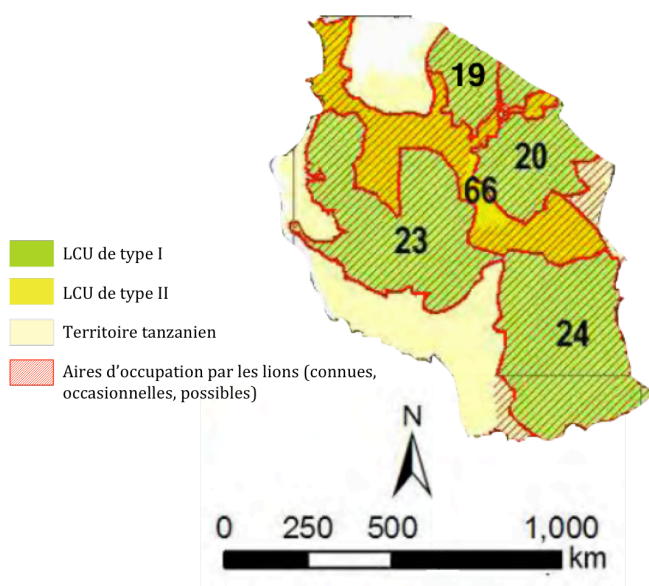 19
20
66
23
24
LCU de type I
LCU de type II
Territoire tanzanien
Aires d'occupation par les lions (connues,
occasionnelles, possibles)
N
0 250 500 1,000
km